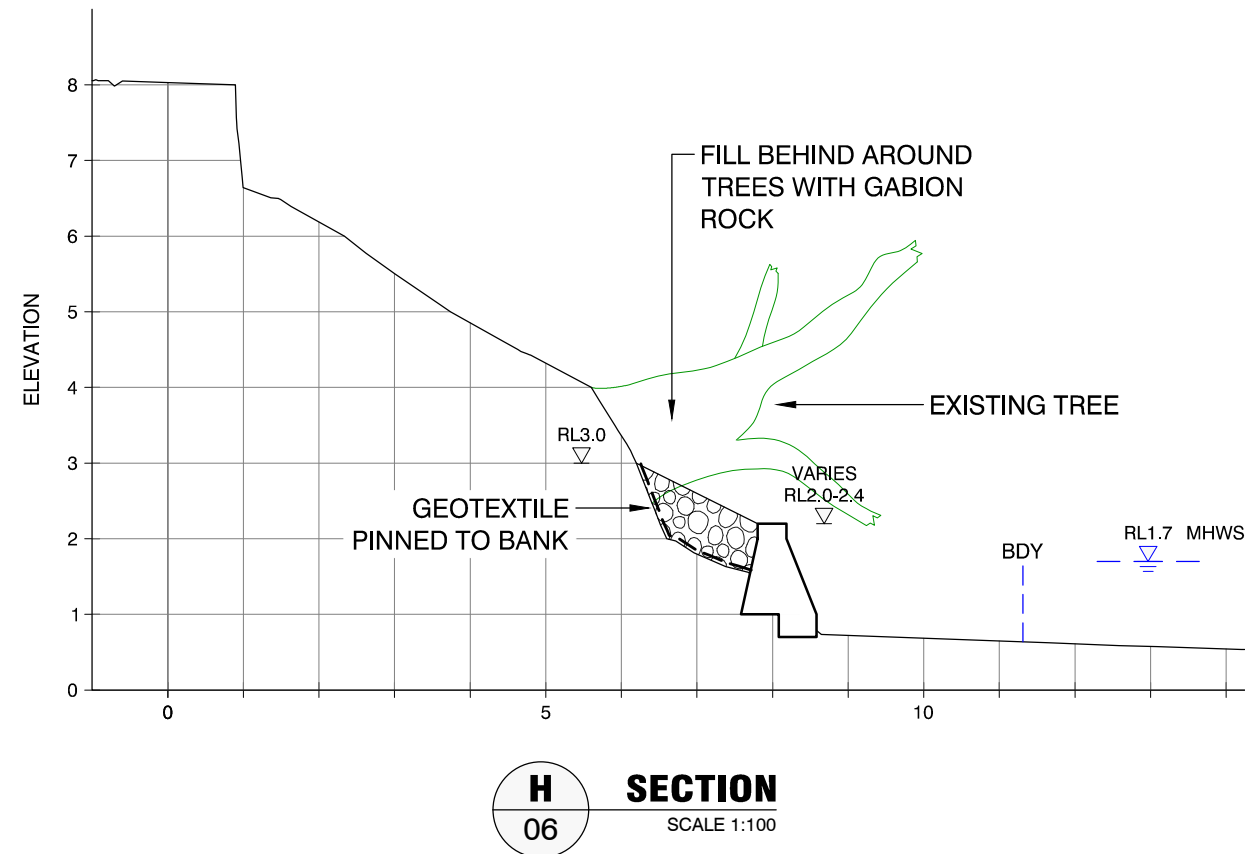 8
7
6
5
4
3
2
1
0
ELEVATION
FILL BEHIND AROUND
TREES WITH GABION
ROCK
EXISTING TREE
RL3.0
VARIES
RL2.0-2.4
GEOTEXTILE
PINNED TO BANK
BDY
RL1.7 MHWS
0
5
10
H
06
SECTION
SCALE 1:100